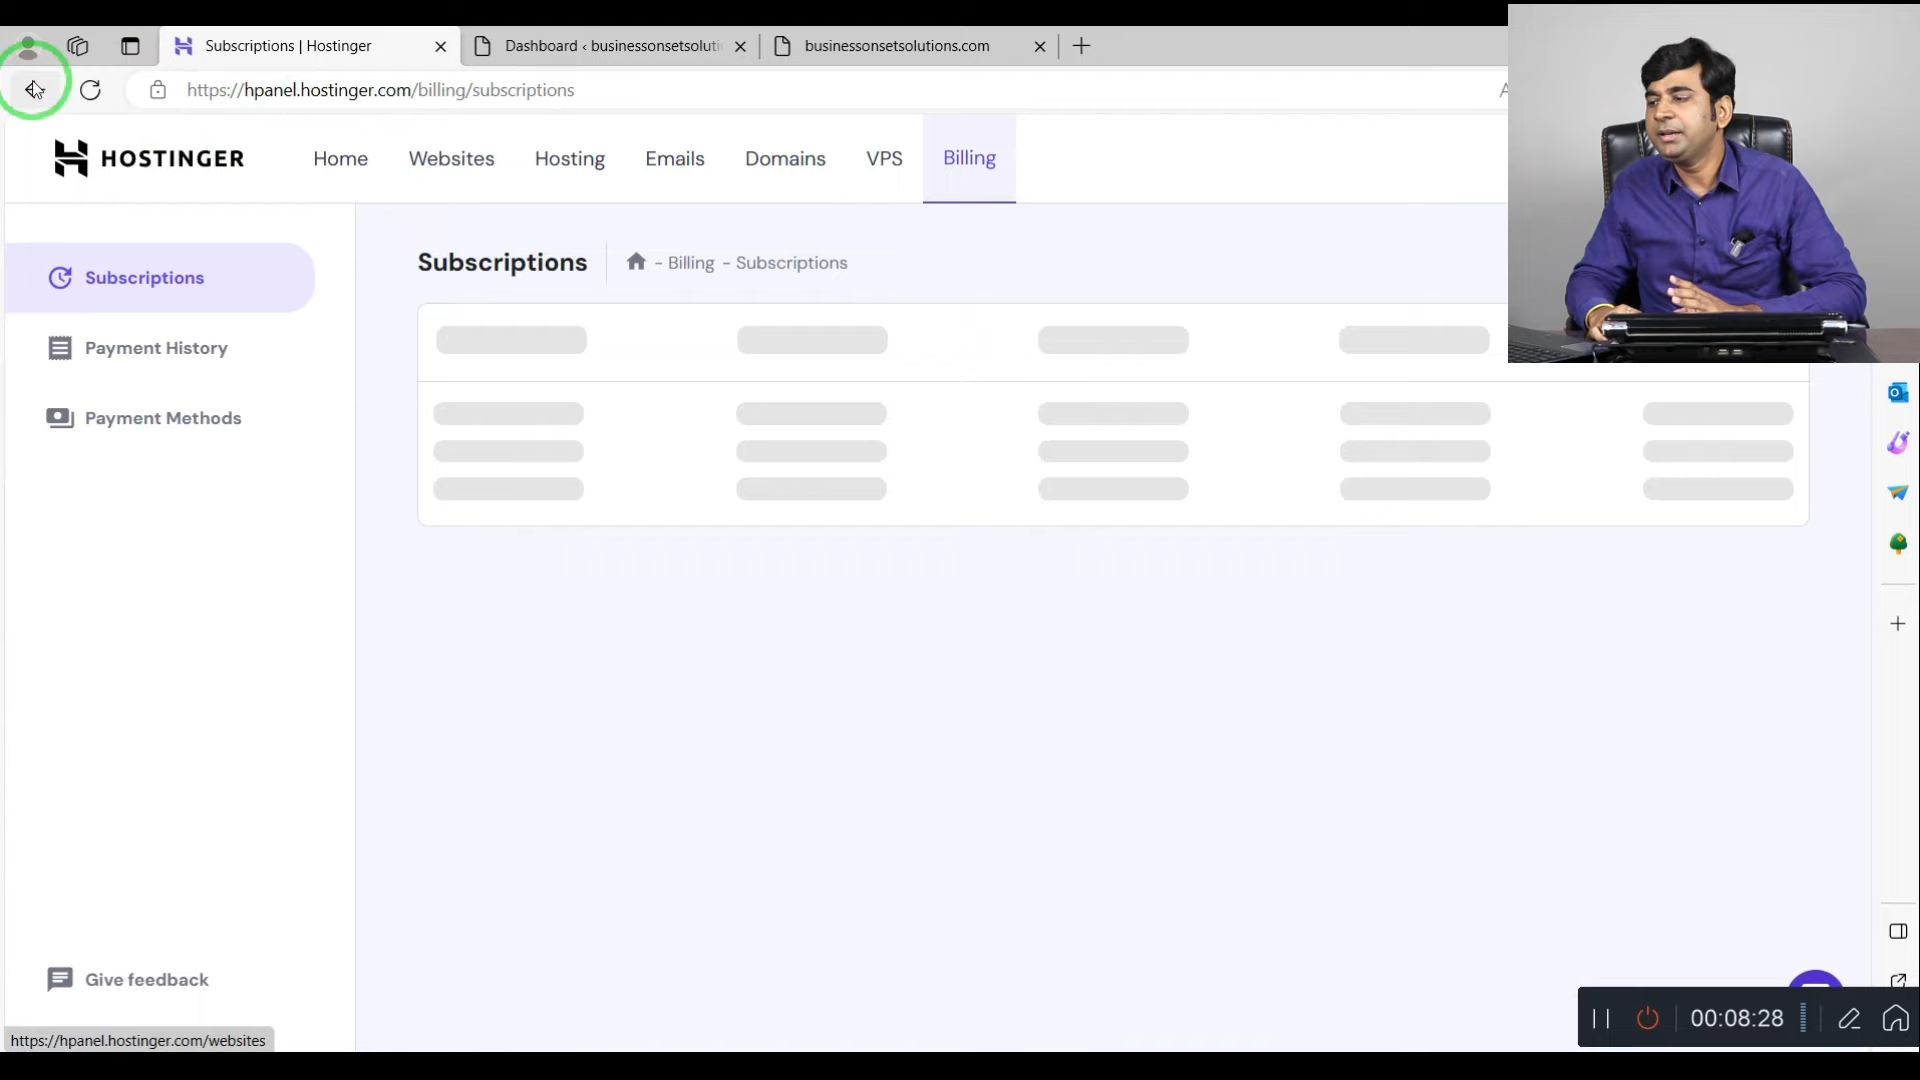 Subscriptions | Hostinger
Dashboard ‹ businessonsetsoluti
businessonsetsolutions.com
https://hpanel.hostinger.com/billing/subscriptions
A
HOSTINGER
Home
Websites
Hosting
Emails
Domains
VPS
Billing
Subscriptions
Payment History
Payment Methods
Subscriptions
- Billing - Subscriptions
Give feedback
https://hpanel.hostinger.com/websites
00:08:28